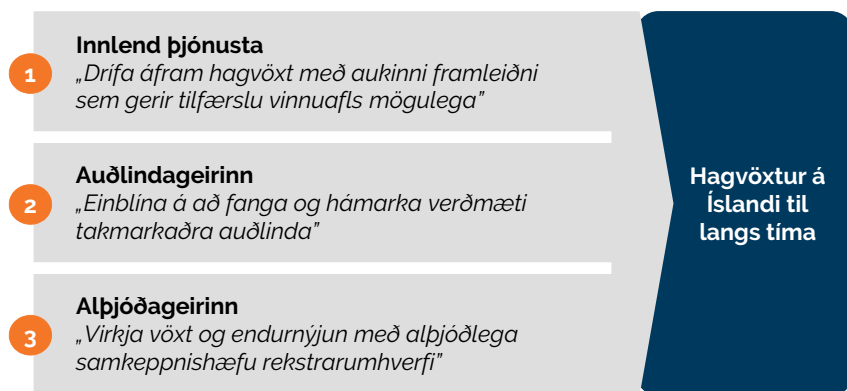 1
Innlend þjónusta
„Drífa áfram hagvöxt með aukinni framleiðni
sem gerir tilfærslu vinnuafls mögulega”
2
Auðlindageirinn
„Einblína á að fanga og hámarka verðmæti
takmarkaðra auðlinda”
3
Alþjóðageirinn
„Virkja vöxt og endurnýjun með alþjóðlega
samkeppnishæfu rekstrarumhverfi”
Hagvöxtur á
Íslandi til
langs tíma